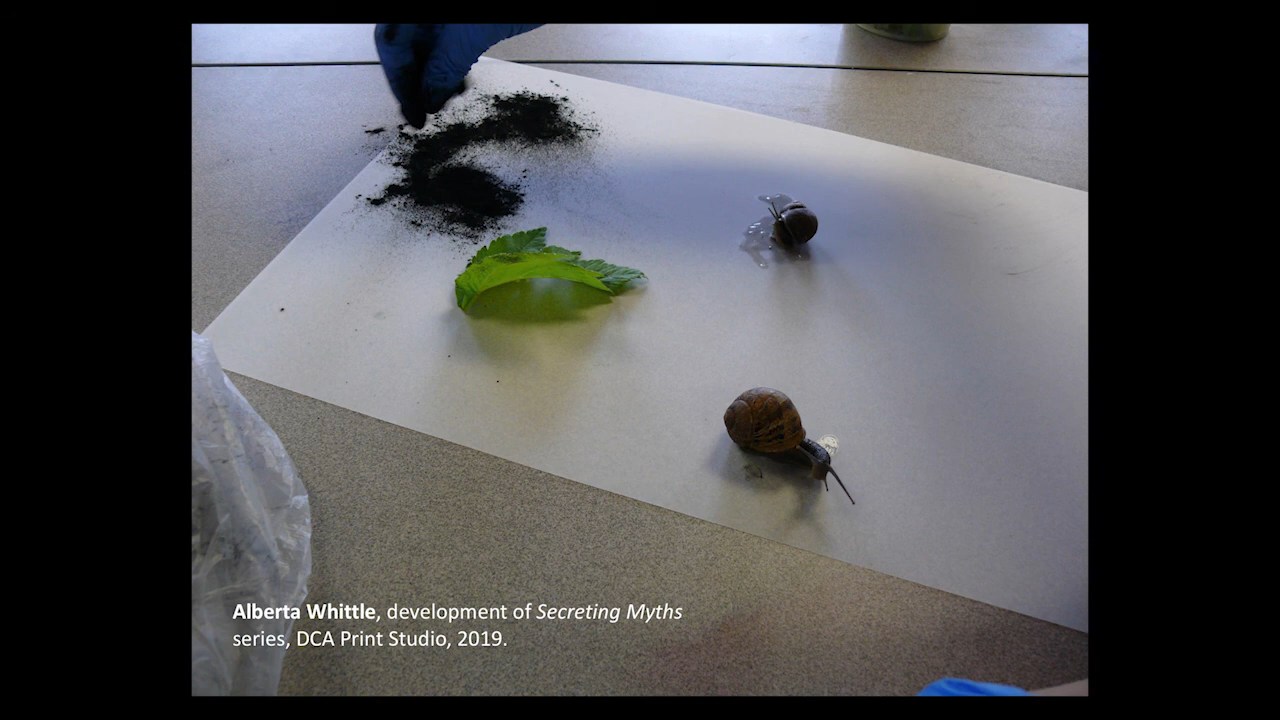 Alberta Whittle, development of Secreting Myths
series, DCA Print Studio, 2019.